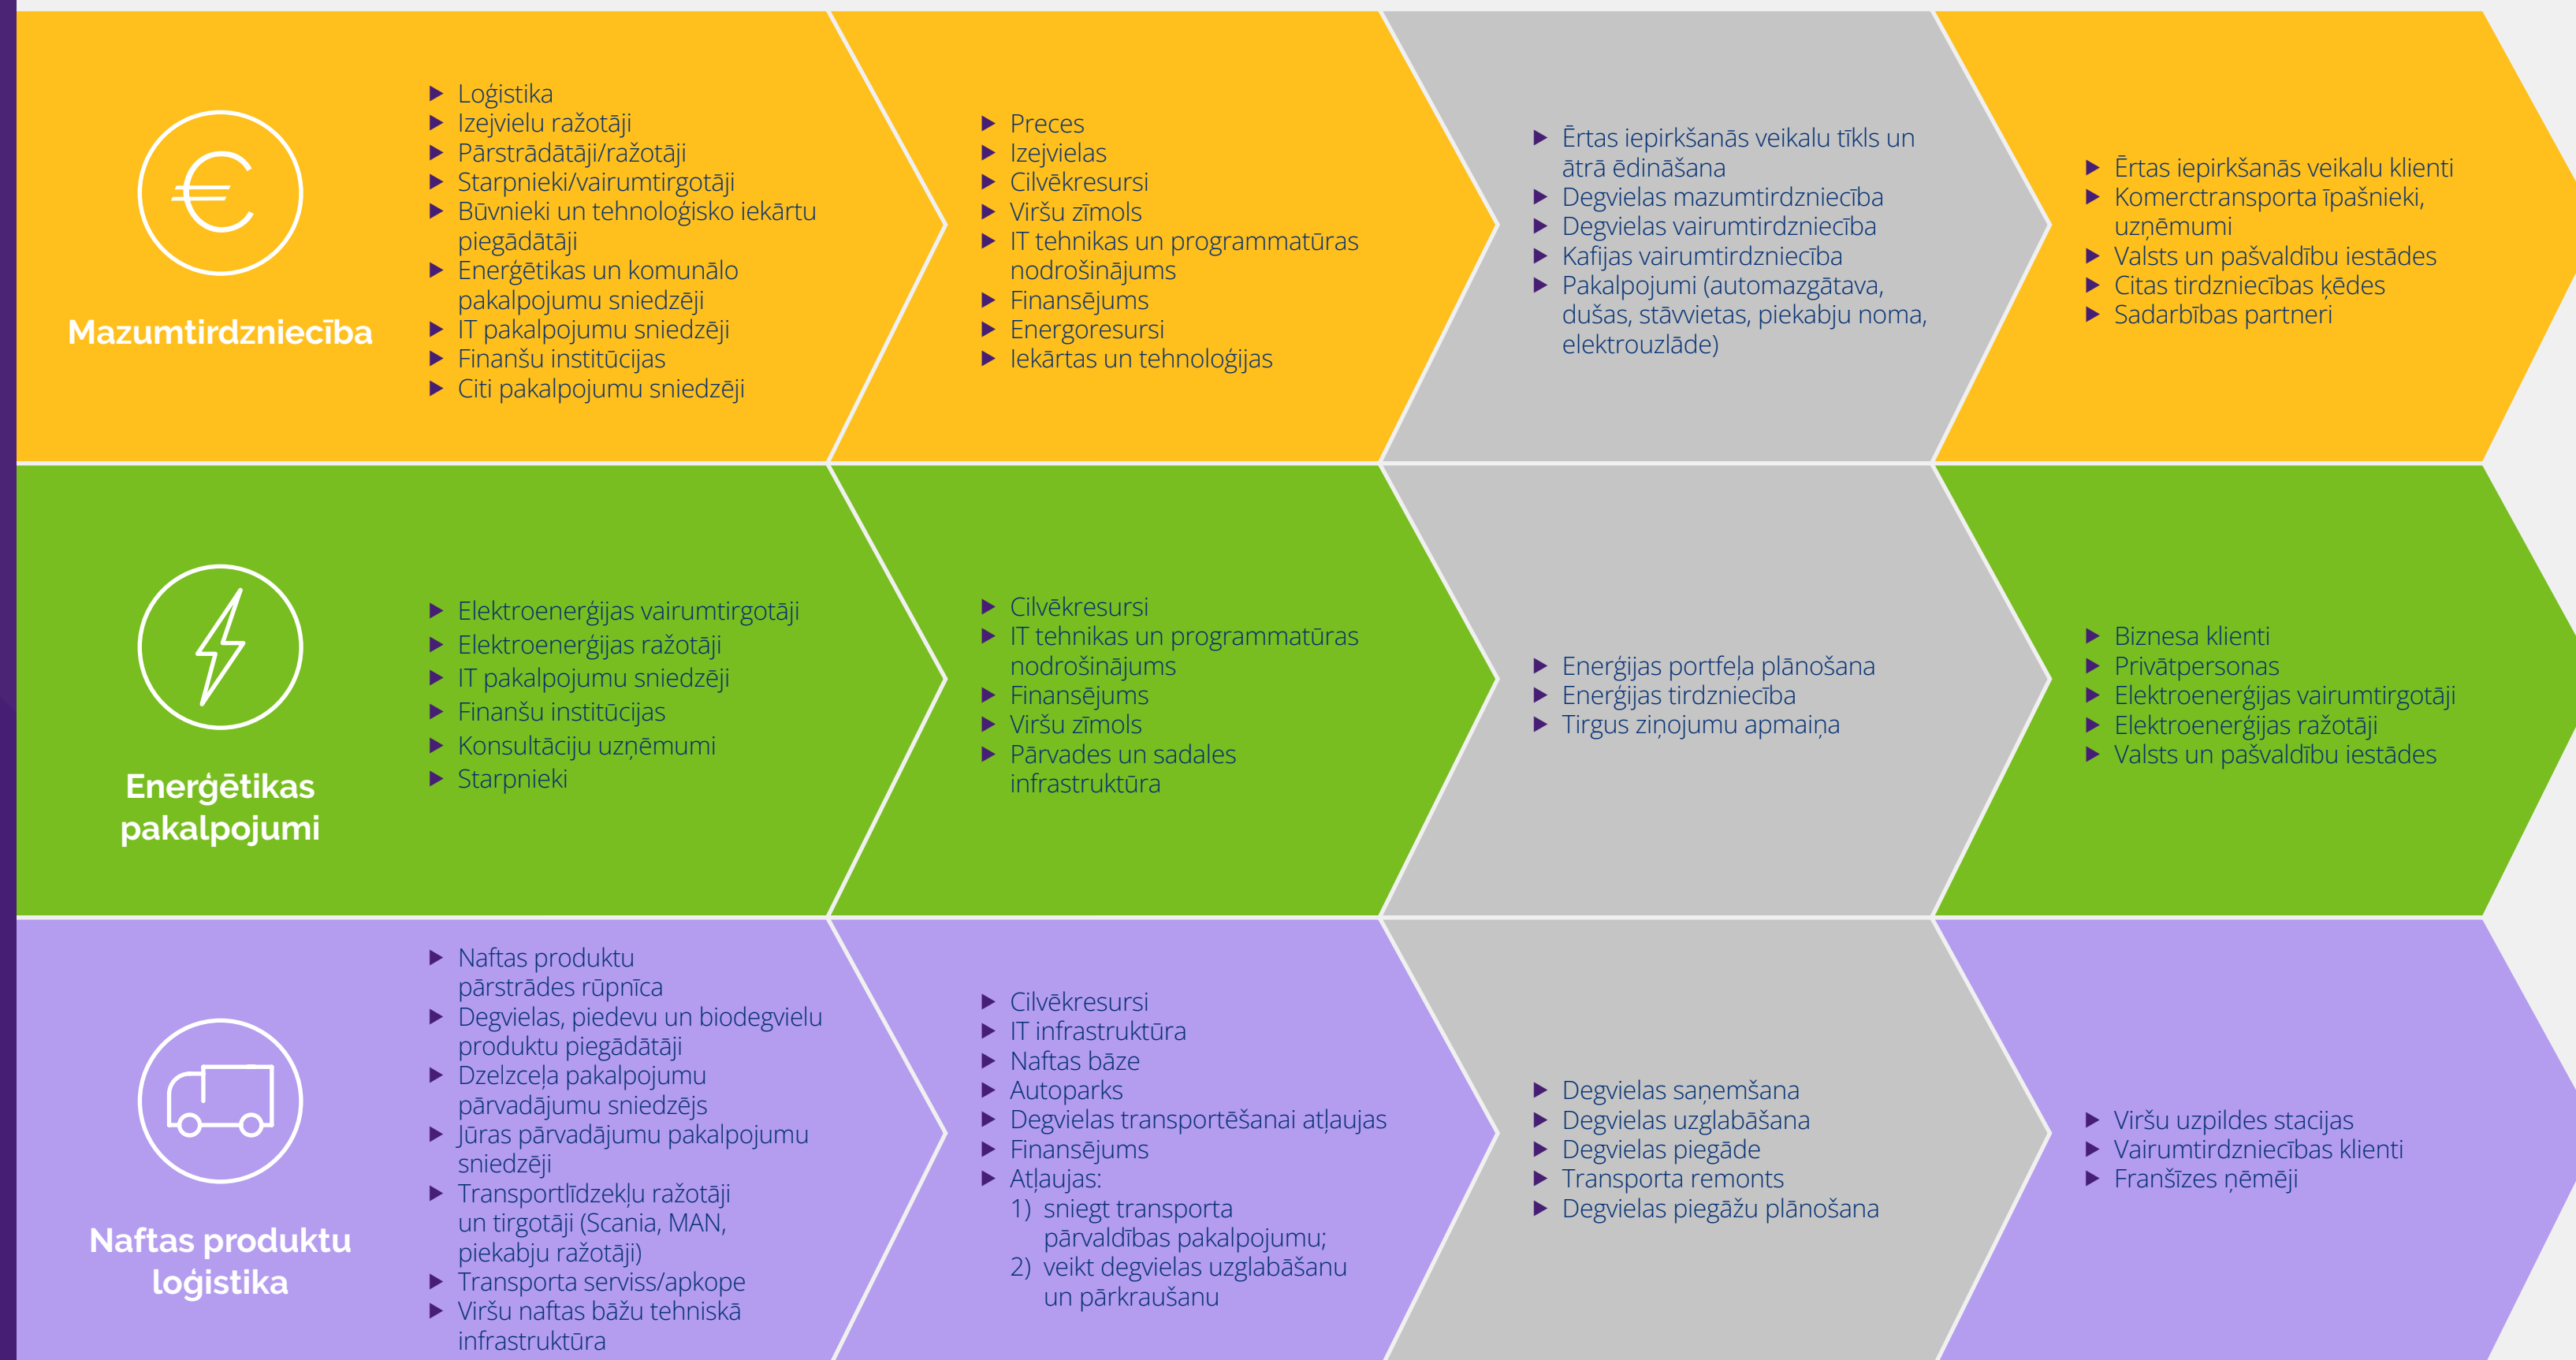 Mazumtirdzniecība
▶ Loģistika
▶ Izejvielu ražotāji
▶ Pārstrādātāji/ražotāji
▶ Starpnieki/vairumtirgotāji
▶ Būvnieki un tehnoloģisko iekārtu
piegādātāji
▶ Enerģētikas un komunālo
pakalpojumu sniedzēji
▶ IT pakalpojumu sniedzēji
▶ Finanšu institūcijas
▶ Citi pakalpojumu sniedzēji
▶ Preces
▶ Izejvielas
▶ Cilvēkresursi
▶ Viršu zīmols
▶ IT tehnikas un programmatūras
nodrošinājums
▶ Finansējums
▶ Energoresursi
▶ Iekārtas un tehnoloģijas
▶ Ērtas iepirkšanās veikalu tīkls un
ātrā ēdināšana
▶ Degvielas mazumtirdzniecība
▶ Degvielas vairumtirdzniecība
▶ Kafijas vairumtirdzniecība
▶ Pakalpojumi (automazgātava,
dušas, stāvvietas, piekabju noma,
elektrouzlāde)
▶ Ērtas iepirkšanās veikalu klienti
▶ Komerctransporta īpašnieki,
uzņēmumi
▶ Valsts un pašvaldību iestādes
▶ Citas tirdzniecības ķēdes
▶ Sadarbības partneri
Enerģētikas
pakalpojumi
▶ Elektroenerģijas vairumtirgotāji
▶ Elektroenerģijas ražotāji
▶ IT pakalpojumu sniedzēji
▶ Finanšu institūcijas
▶ Konsultāciju uzņēmumi
▶ Starpnieki
▶ Cilvēkresursi
▶ IT tehnikas un programmatūras
nodrošinājums
▶ Finansējums
▶ Viršu zīmols
▶ Pārvades un sadales
infrastruktūra
▶ Enerģijas portfeļa plānošana
▶ Enerģijas tirdzniecība
▶ Tirgus ziņojumu apmaiņa
▶ Biznesa klienti
▶ Privātpersonas
▶ Elektroenerģijas vairumtirgotāji
▶ Elektroenerģijas ražotāji
▶ Valsts un pašvaldību iestādes
Naftas produktu
loģistika
▶ Naftas produktu
pārstrādes rūpnīca
▶ Degvielas, piedevu un biodegvielu
produktu piegādātāji
▶ Dzelzceļa pakalpojumu
pārvadājumu sniedzējs
▶ Jūras pārvadājumu pakalpojumu
sniedzēji
▶ Transportlīdzekļu ražotāji
un tirgotāji (Scania, MAN,
piekabju ražotāji)
▶ Transporta serviss/apkope
▶ Viršu naftas bāžu tehniskā
infrastruktūra
▶ Cilvēkresursi
▶ IT infrastruktūra
▶ Naftas bāze
▶ Autoparks
▶ Degvielas transportēšanai atļaujas
▶ Finansējums
▶ Atļaujas:
1) sniegt transporta
pārvaldības pakalpojumu;
2) veikt degvielas uzglabāšanu
un pārkraušanu
▶ Degvielas saņemšana
▶ Degvielas uzglabāšana
▶ Degvielas piegāde
▶ Transporta remonts
▶ Degvielas piegāžu plānošana
▶ Viršu uzpildes stacijas
▶ Vairumtirdzniecības klienti
▶ Franšīzes ņēmēji